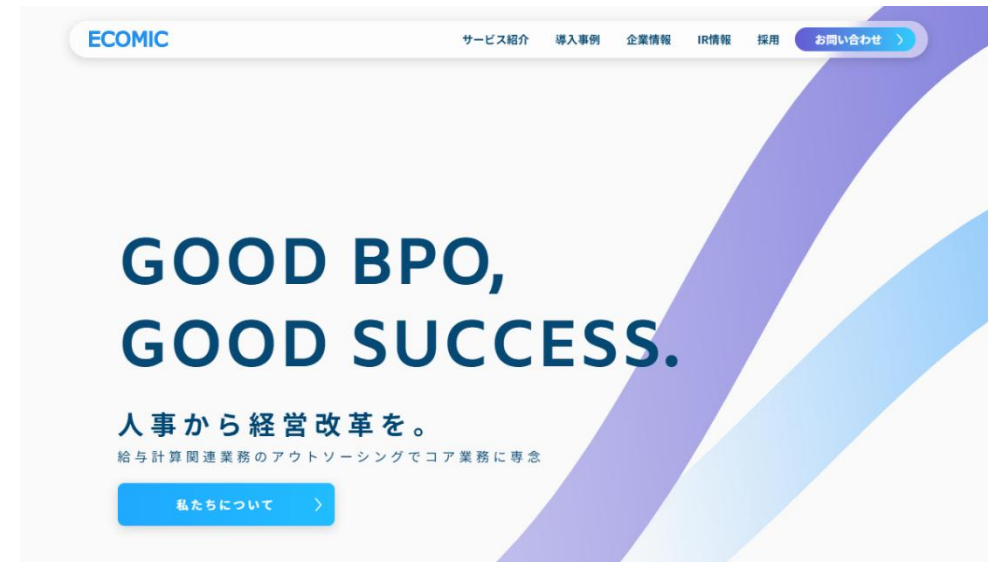 ECOMIC
サービス紹介 導入事例 企業情報 IR情報 採用 お問い合わせ
GOOD BPO,
GOOD SUCCESS.
人事から経営改革を。
給与計算関連業務のアウトソーシングでコア業務に専念
私たちについて